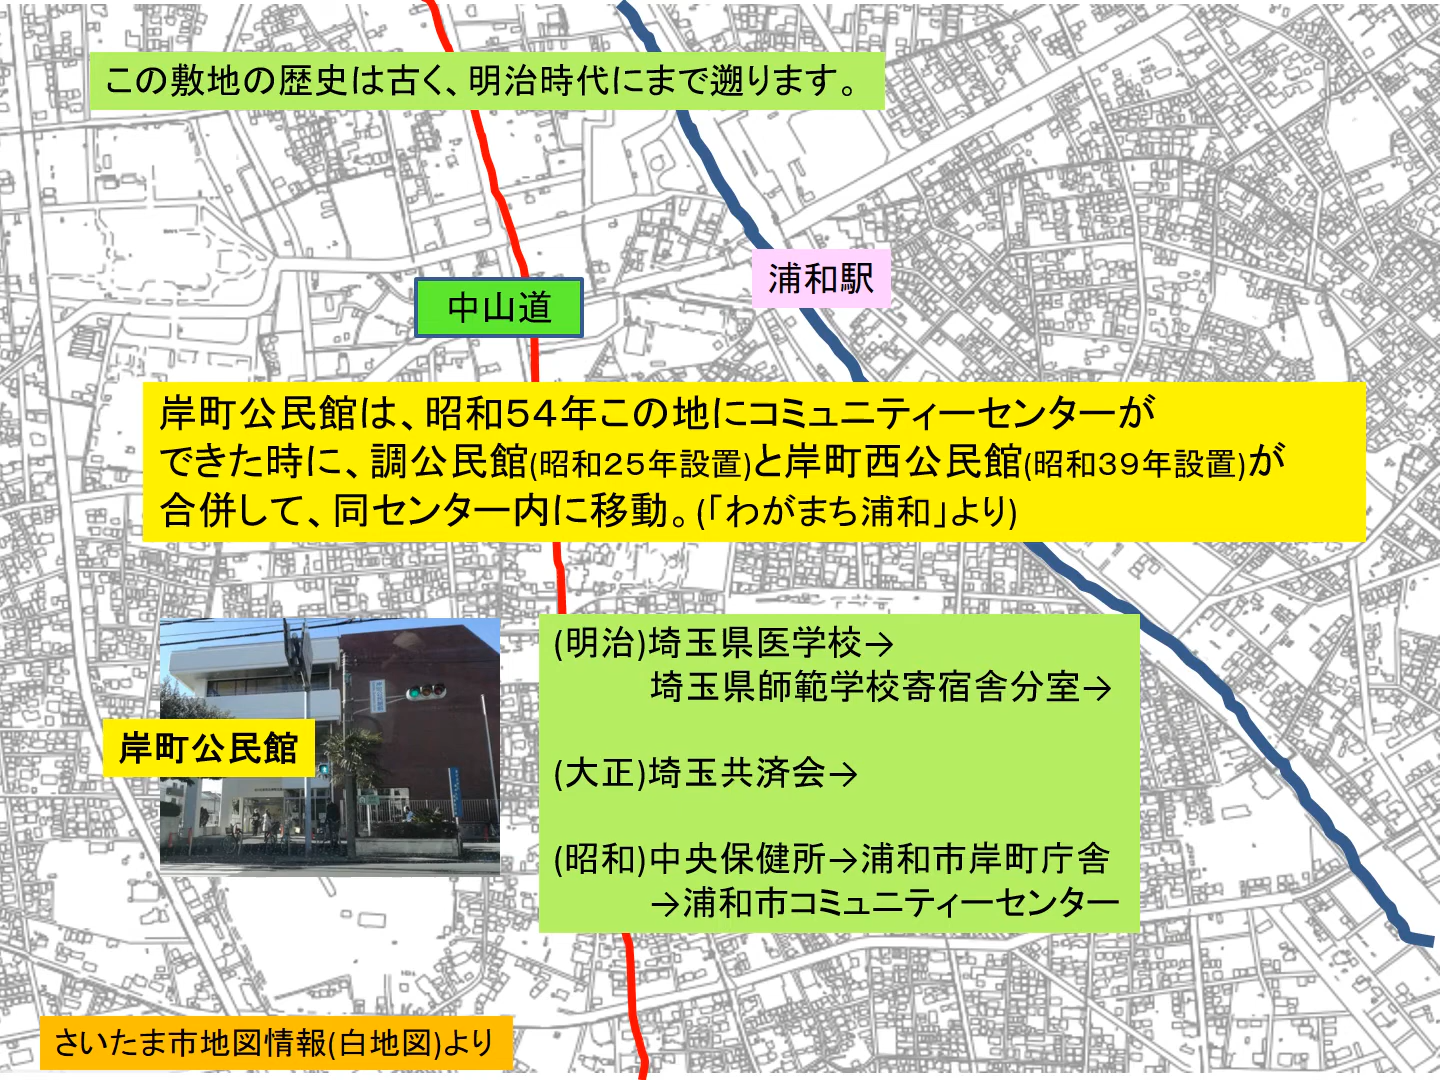 この敷地の歴史は古く、明治時代にまで遡ります。
浦和駅
中山道
岸町公民館は、昭和５４年この地にコミュニティーセンターが
できた時に、調公民館(昭和２５年設置)と岸町西公民館(昭和３９年設置)が
合併して、同センター内に移動。(「わがまち浦和」より)
(明治)埼玉県医学校→
埼玉県師範学校寄宿舎分室→
岸町公民館
(大正)埼玉共済会→
(昭和)中央保健所→浦和市岸町庁舎
→浦和市コミュニティーセンター
さいたま市地図情報(白地図)より